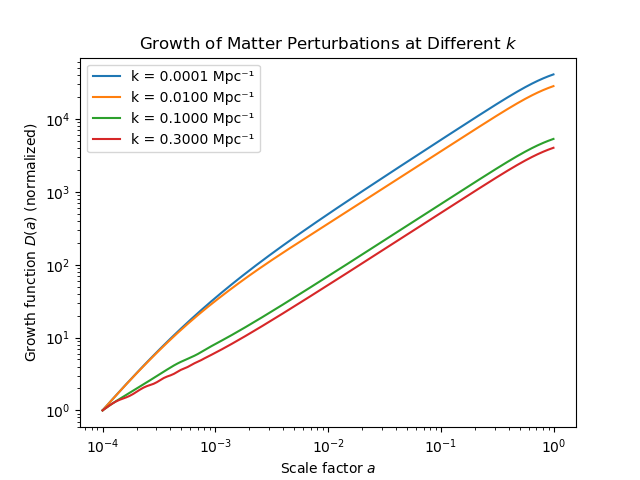 Growth of Matter Perturbations at Different k
k = 0.0001 Mpc⁻¹
k = 0.0100 Mpc⁻¹
k = 0.1000 Mpc⁻¹
k = 0.3000 Mpc⁻¹
Growth function D(a) (normalized)
10⁴
10³
10²
10¹
10⁰
10⁻⁴ 10⁻³ 10⁻² 10⁻¹ 10⁰
Scale factor a